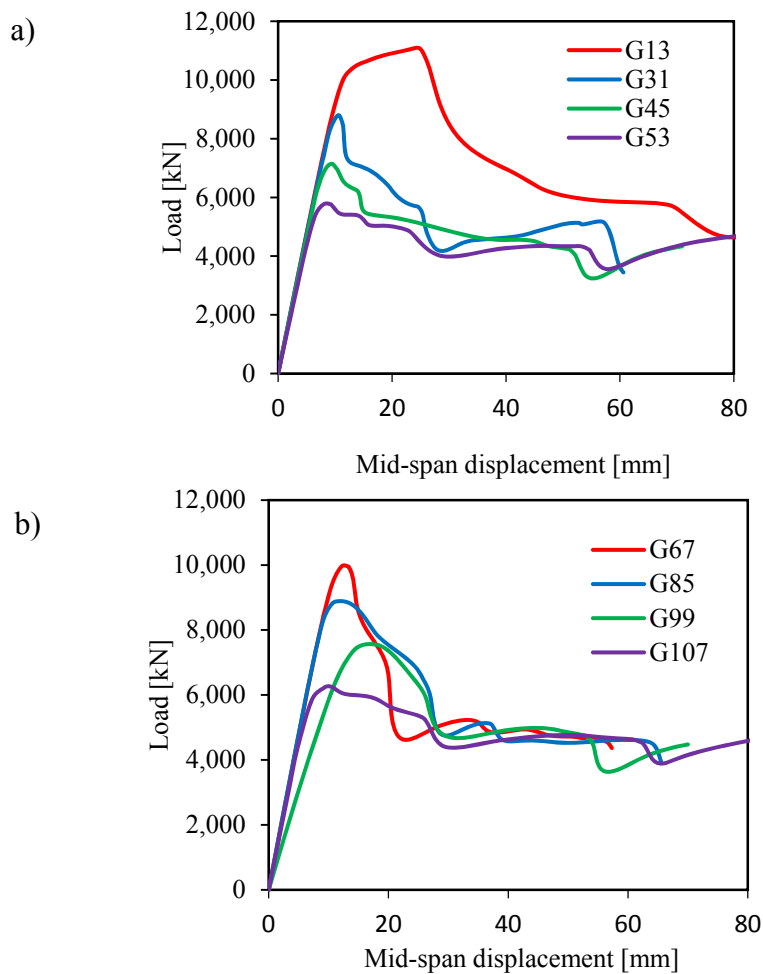 a)
Load [kN]
12,000
10,000
8,000
6,000
4,000
2,000
0
G13
G31
G45
G53
0 20 40 60 80
Mid-span displacement [mm]
b)
Load [kN]
12,000
10,000
8,000
6,000
4,000
2,000
0
G67
G85
G99
G107
0 20 40 60 80
Mid-span displacement [mm]